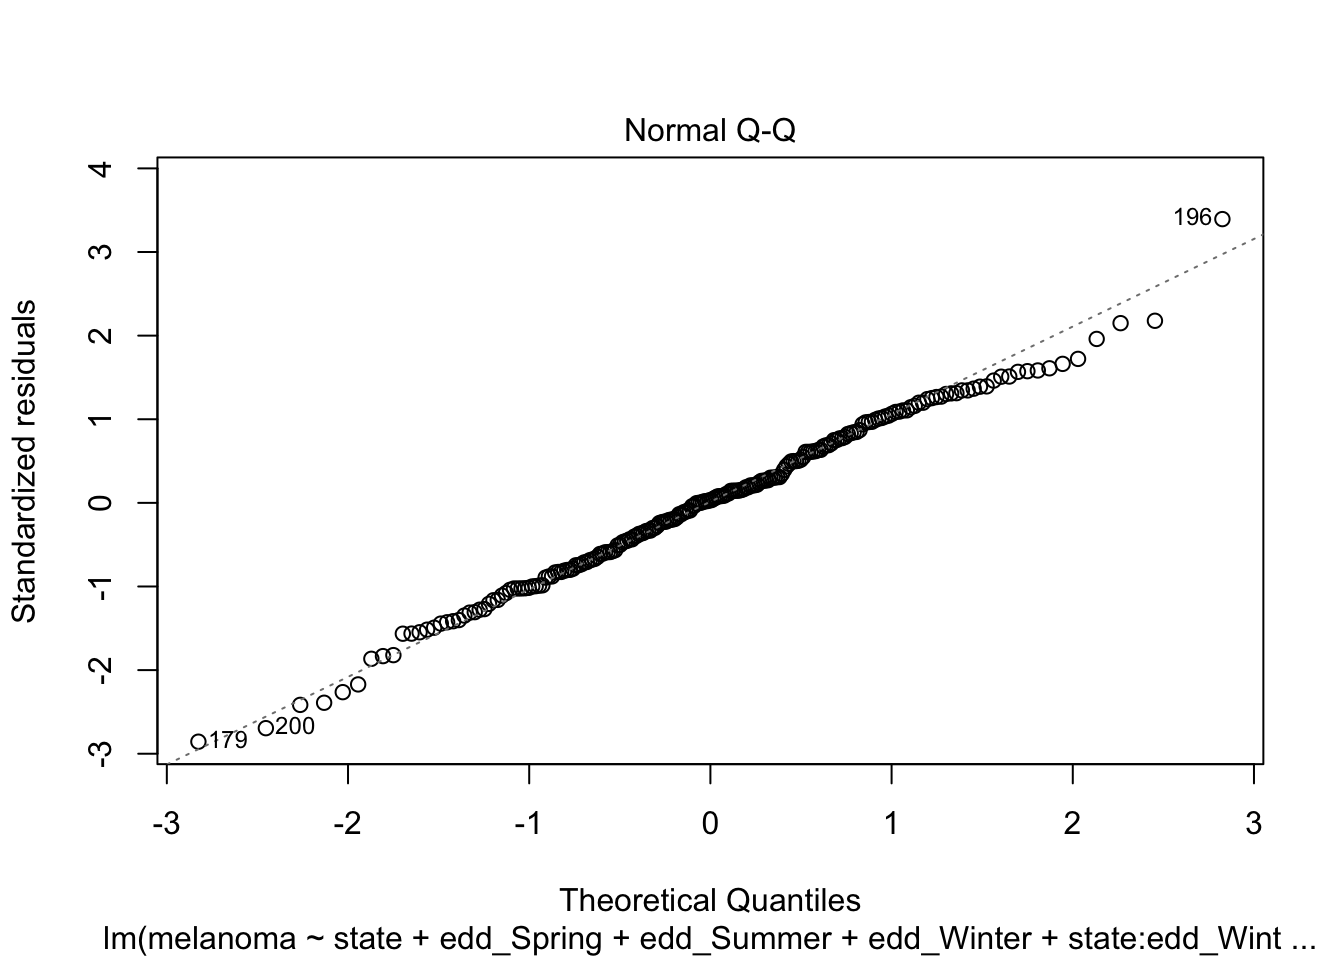 Normal Q-Q
Standardized residuals
4
3
2
1
0
-1
-2
-3
196
200
179
-3 -2 -1 0 1 2 3
Theoretical Quantiles
lm(melanoma ~ state + edd_Spring + edd_Summer + edd_Winter + state:edd_Wint ...